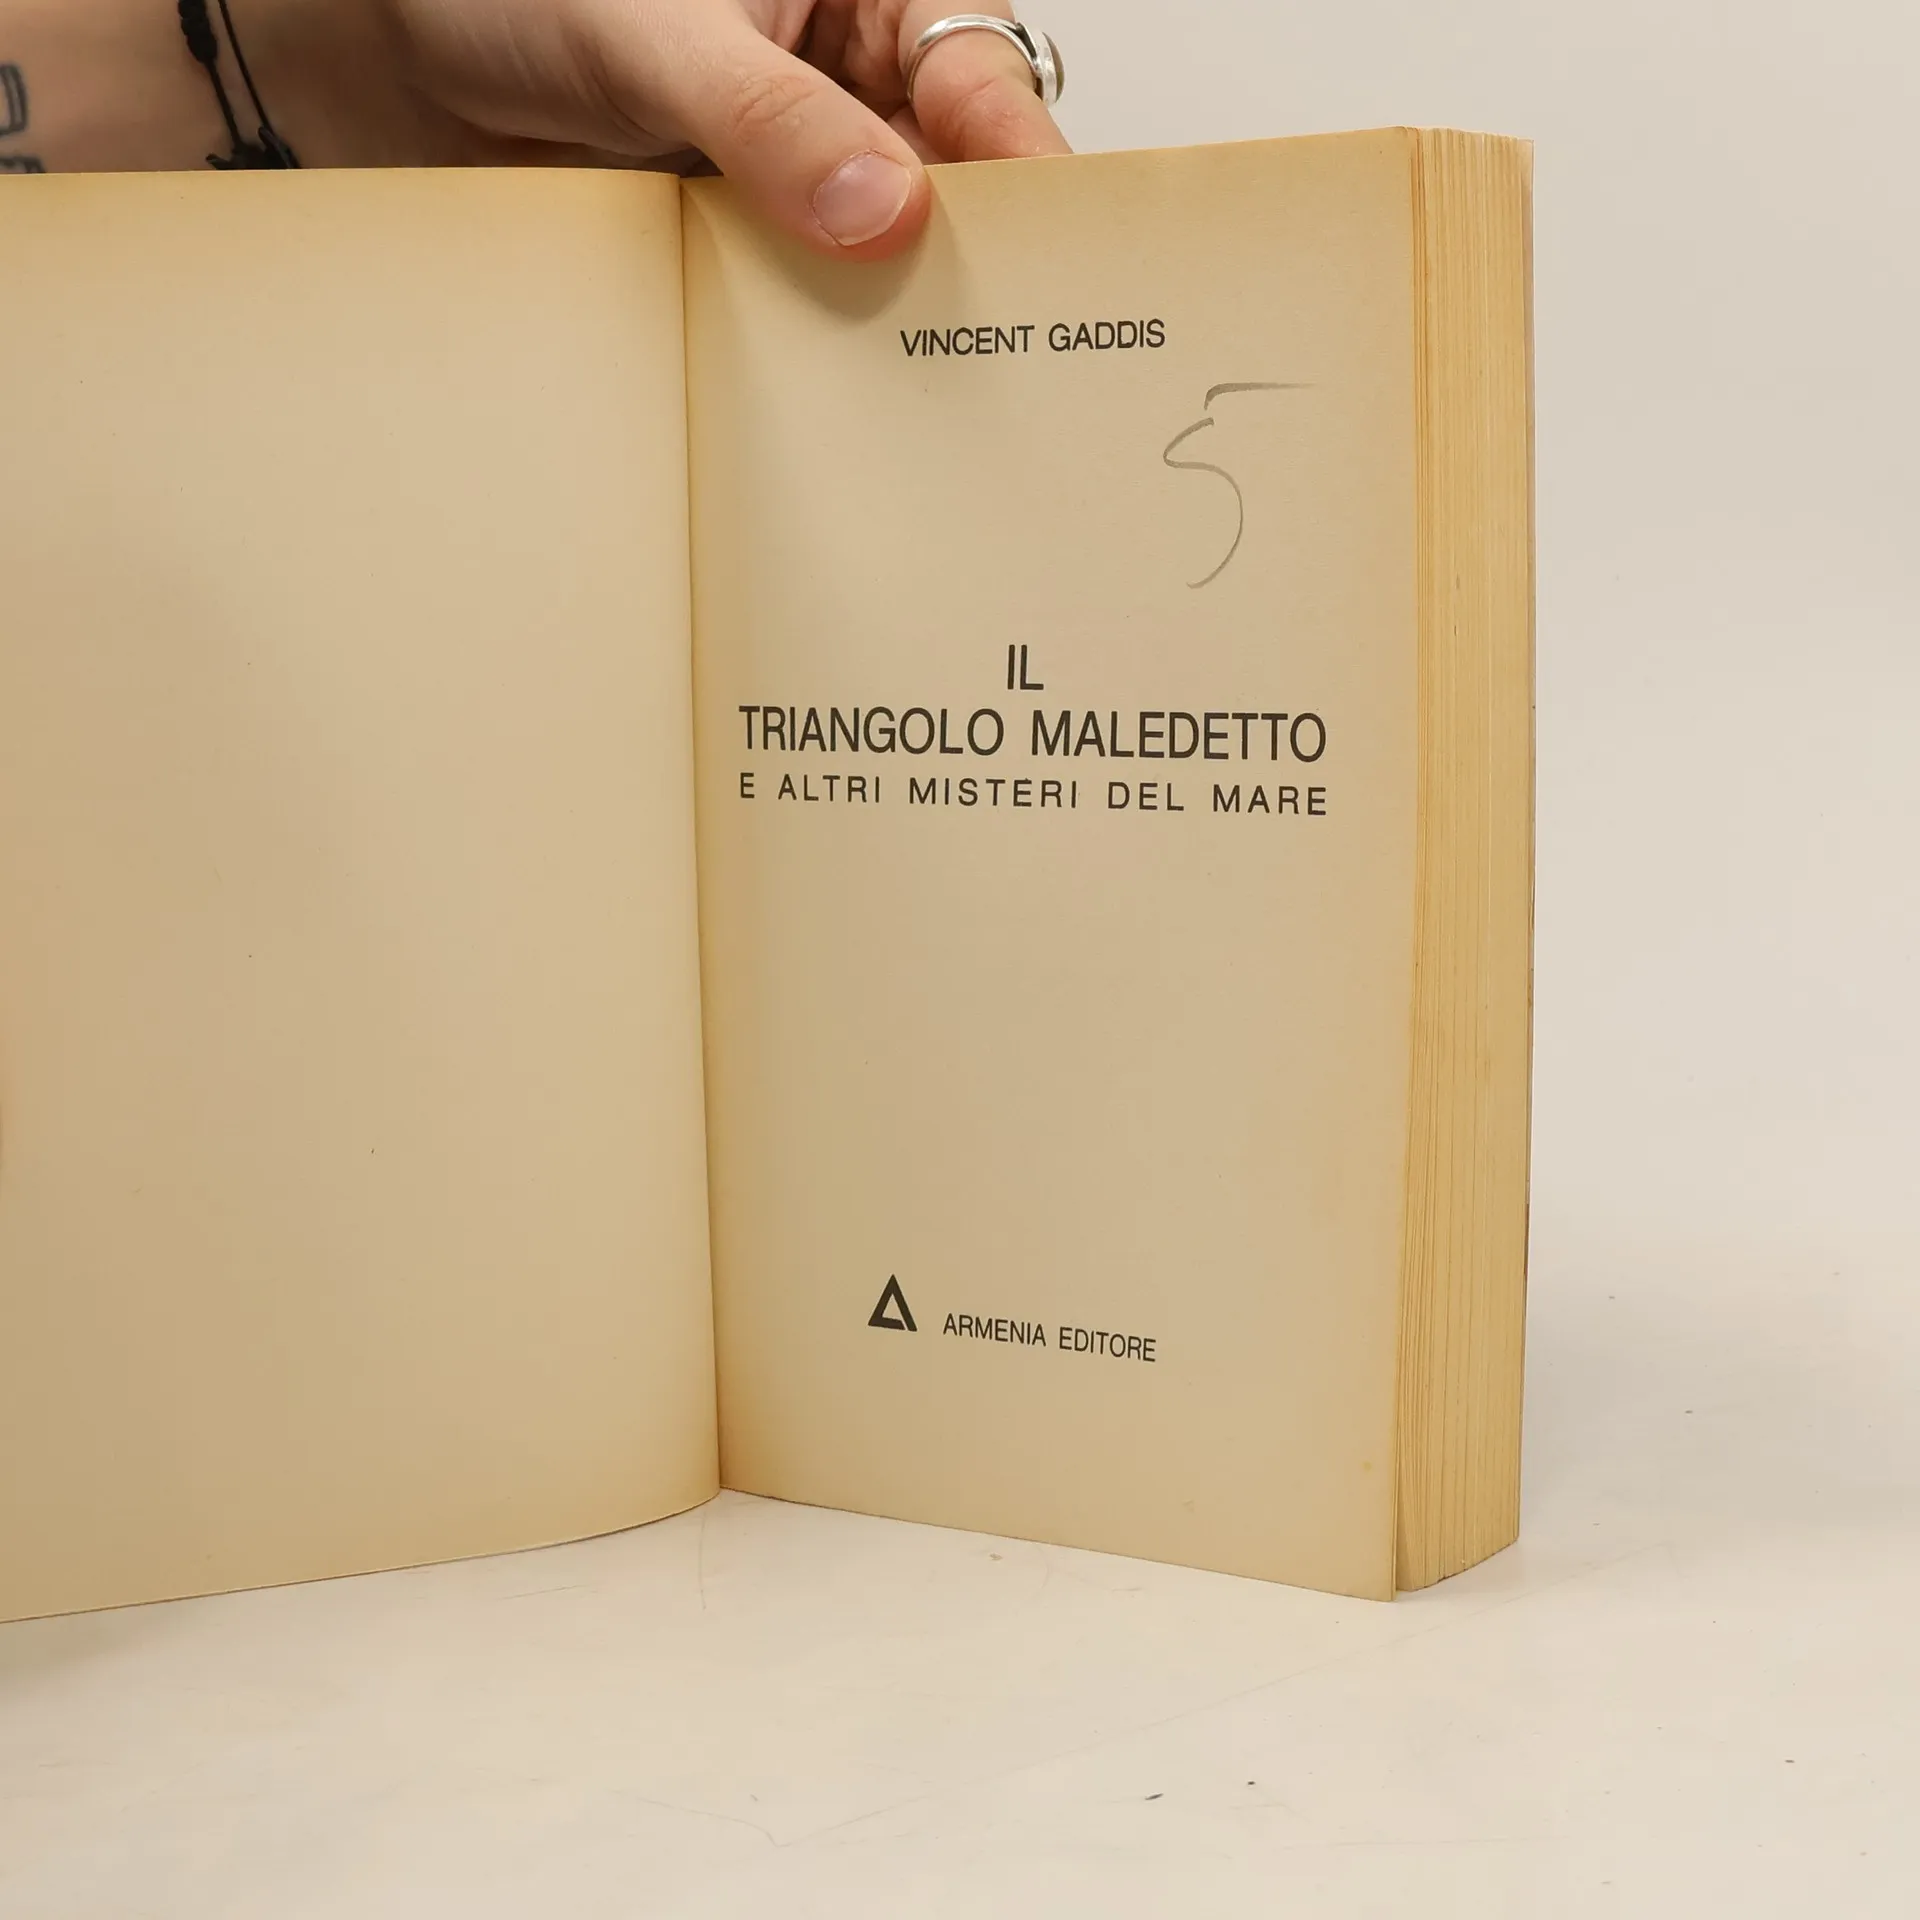 VINCENT GADDIS
5
IL
TRIANGOLO MALEDETTO
E ALTRI MISTERI DEL MARE
ARMENIA EDITORE